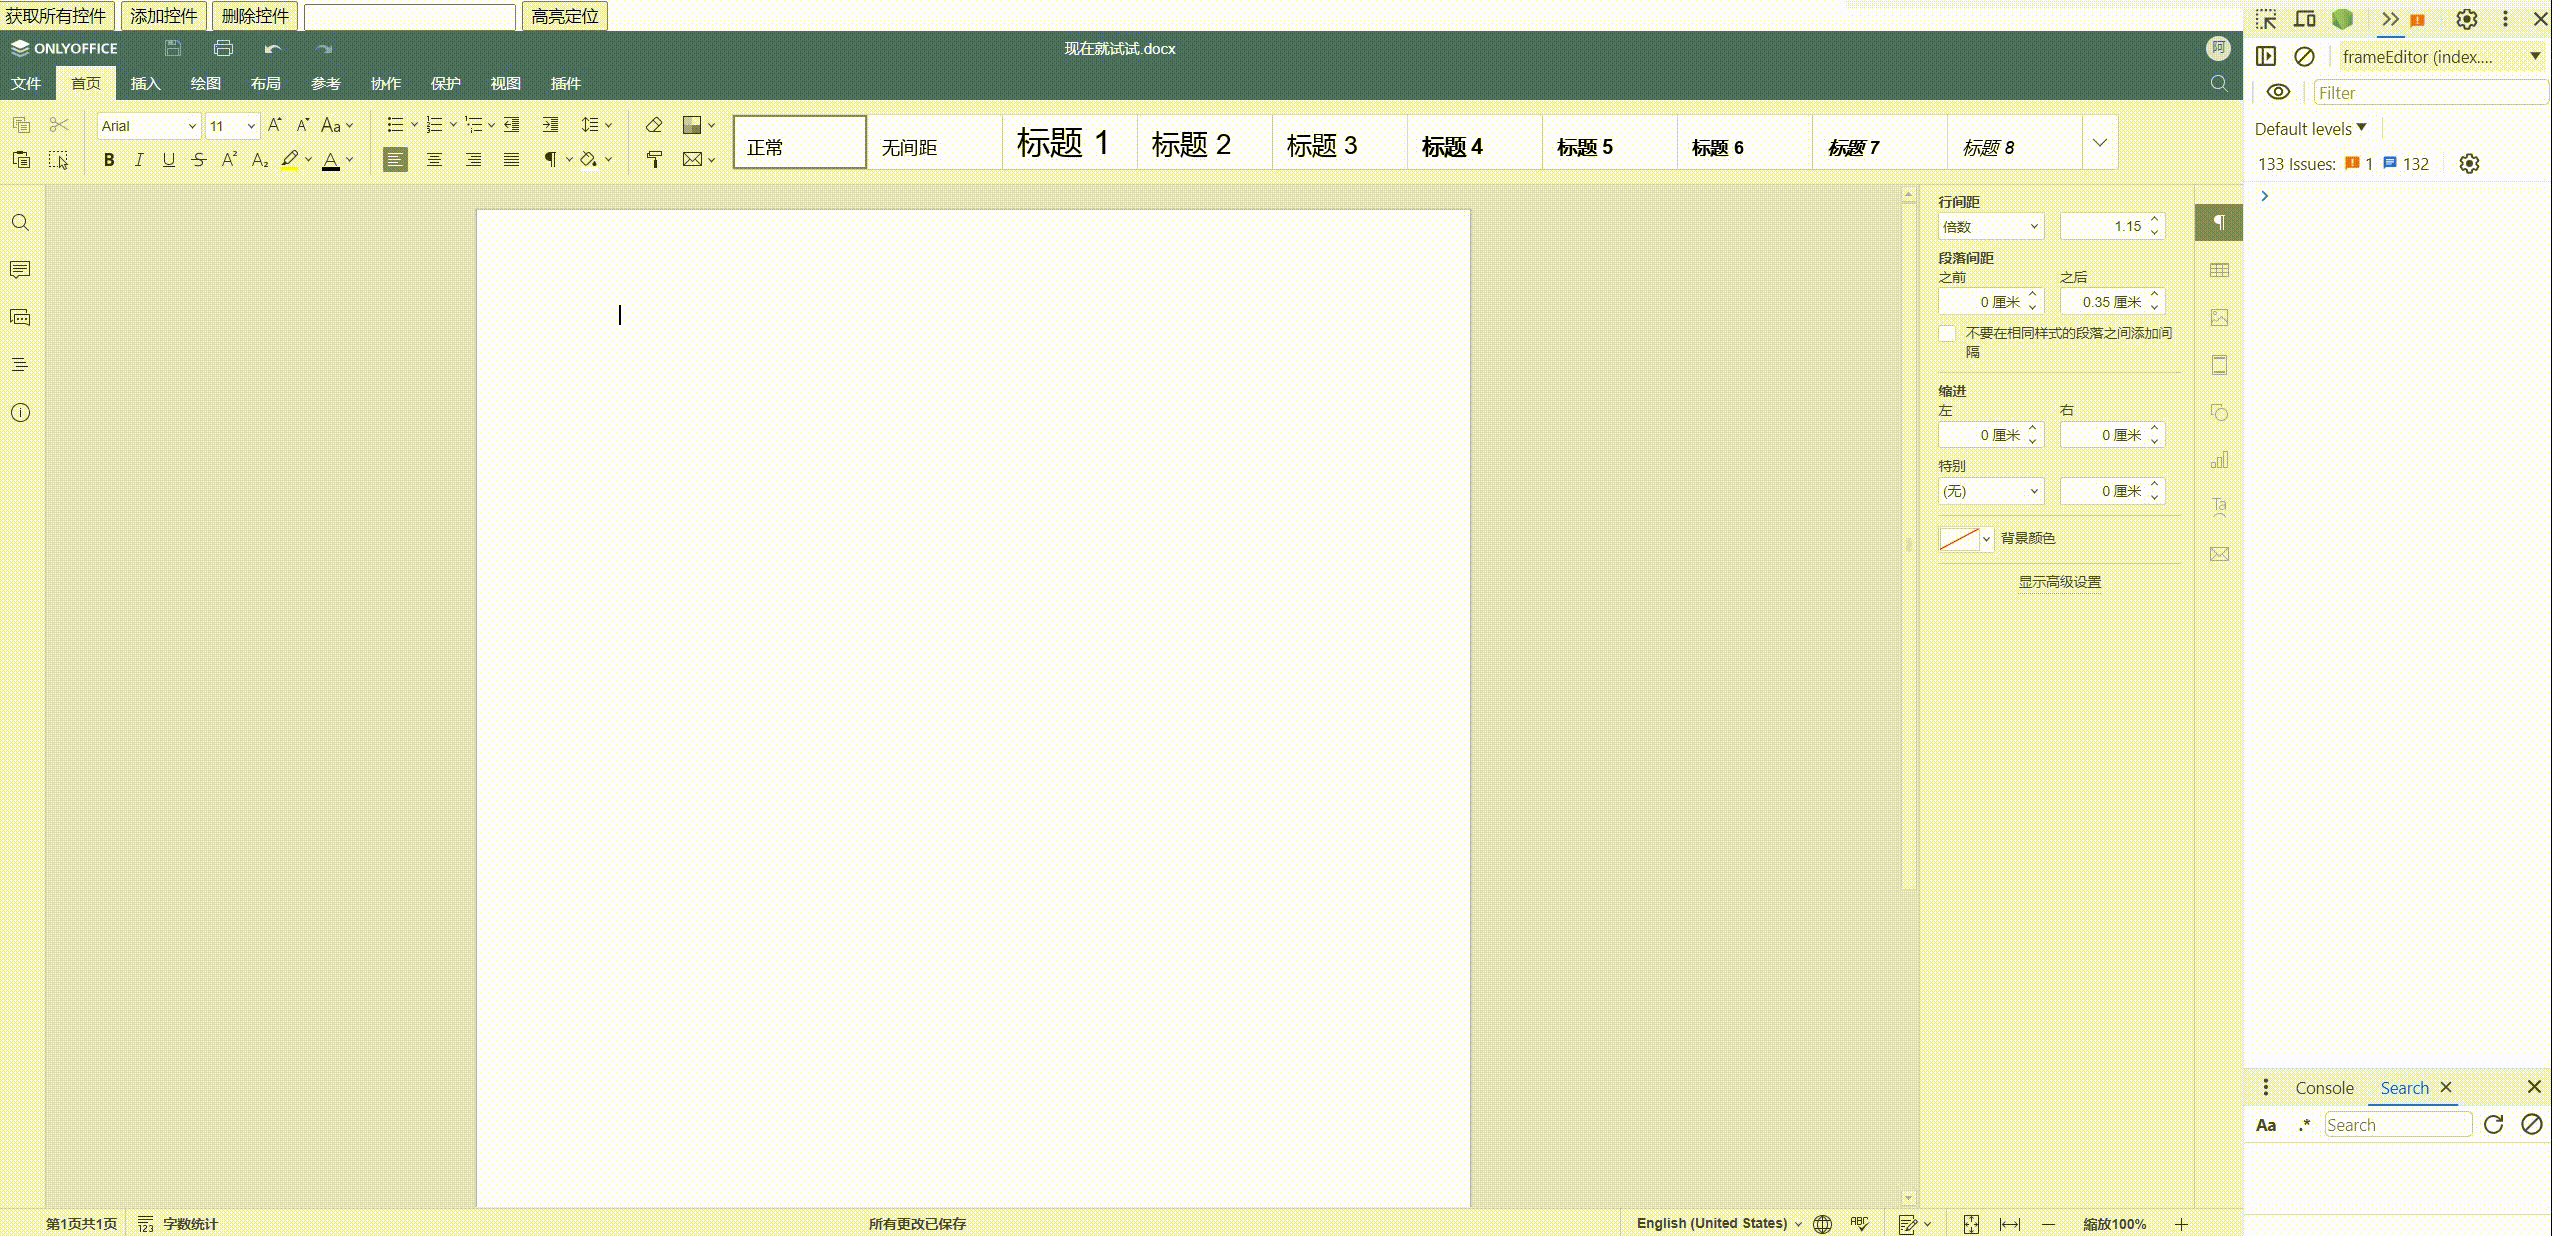 获取所有控件 添加控件 删除控件 高亮定位
ONLYOFFICE
现在就试试.docx
阿
文件 首页 插入 绘图 布局 参考 协作 保护 视图 插件
Arial 11 Aa
正常 无间距 标题 1 标题 2 标题 3 标题 4 标题 5 标题 6 标题 7 标题 8
行间距
倍数 1.15
段落间距
之前 之后
0 厘米 0.35 厘米
不要在相同样式的段落之间添加间
隔
缩进
左 右
0 厘米 0 厘米
特别
(无) 0 厘米
背景颜色
显示高级设置
第1页共1页 字数统计 所有更改已保存 English (United States) 缩放100%
frameEditor (index....
Filter
Default levels
133 Issues: 1 132
Console Search
Aa .* Search